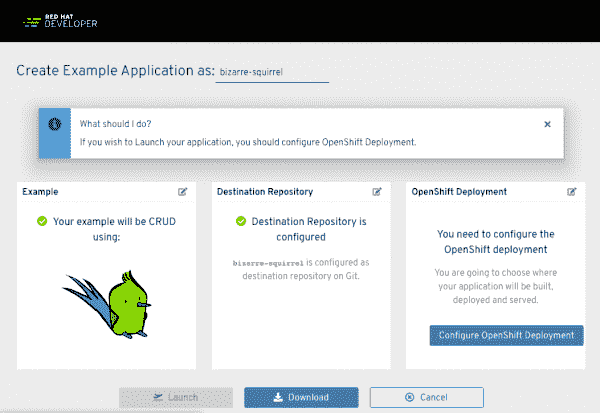 RED HAT
DEVELOPER
Create Example Application as: bizarre-squirrel
What should I do?
If you wish to Launch your application, you should configure OpenShift Deployment.
Example
Your example will be CRUD
using:
Destination Repository
Destination Repository is
configured
bizarre-squirrel is configured as
destination repository on Git.
OpenShift Deployment
You need to configure the
OpenShift deployment
You are going to choose where
your application will be built,
deployed and served.
Configure OpenShift Deployment
Launch
Download
Cancel